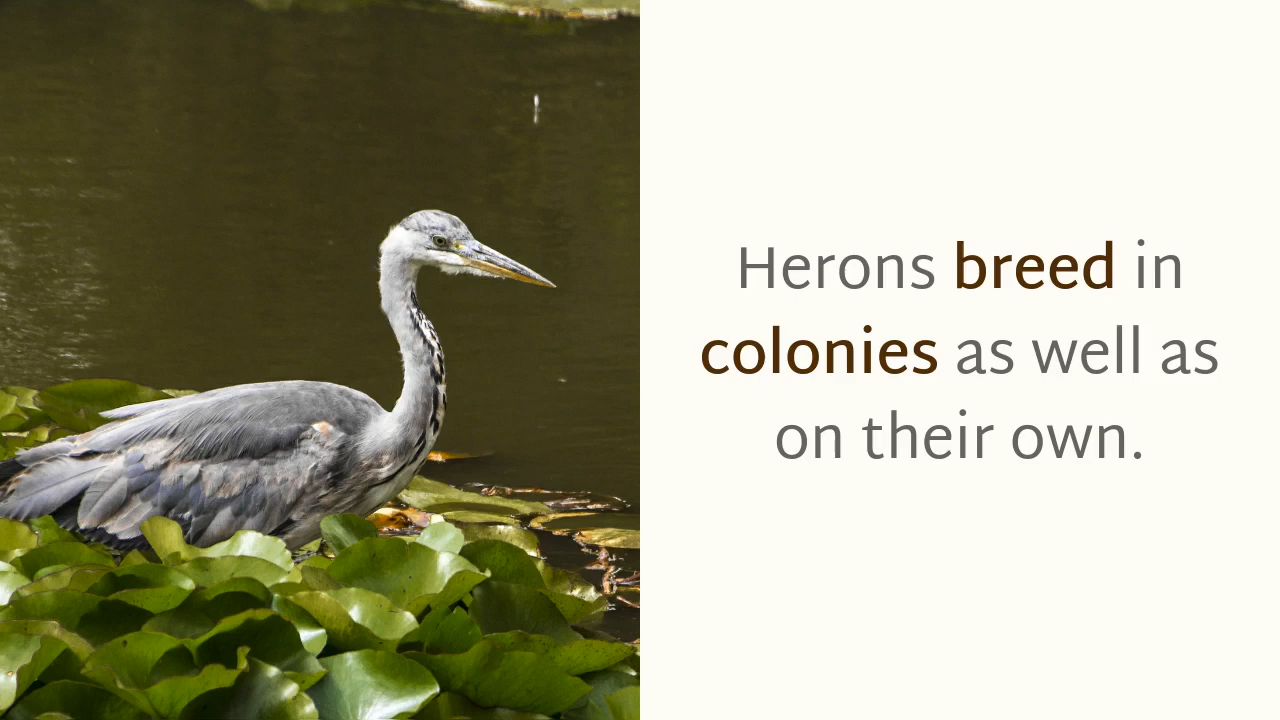 Herons breed in
colonies as well as
on their own.